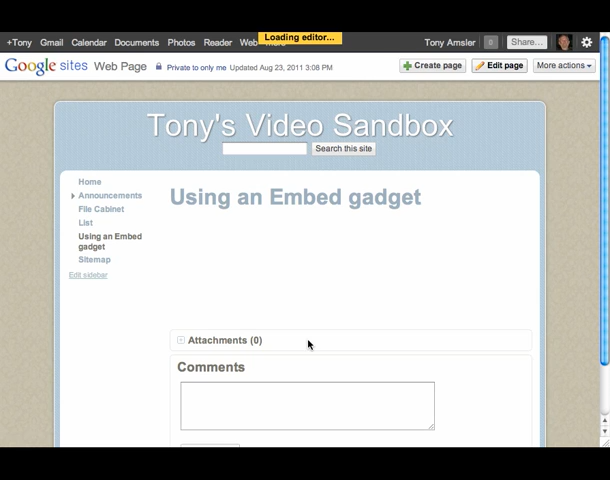 Loading editor...
+Tony Gmail Calendar Documents Photos Reader Web Tony Amsler 0 Share...
Google sites Web Page Private to only me Updated Aug 23, 2011 3:08 PM Create page Edit page More actions
Tony's Video Sandbox
Search this site
Home
Announcements
File Cabinet
List
Using an Embed
gadget
Sitemap
Edit sidebar
Using an Embed gadget
Attachments (0)
Comments